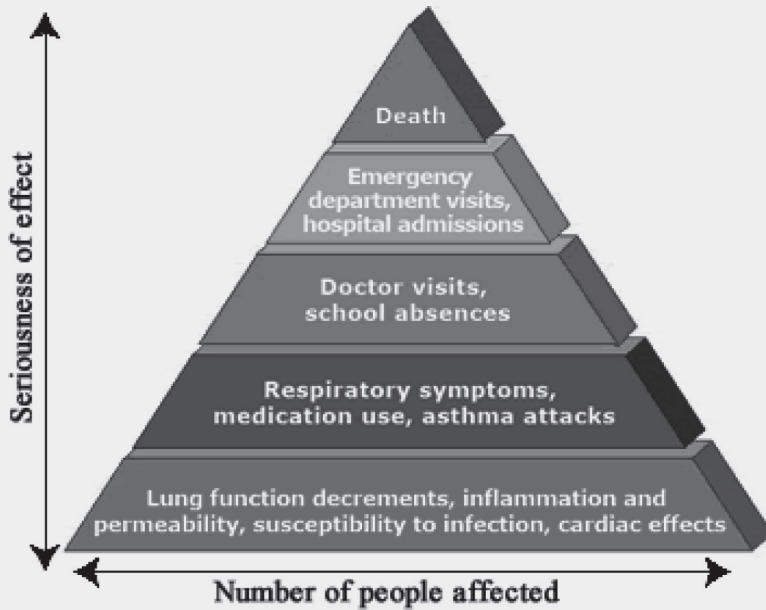 Seriousness of effect
Death
Emergency
department visits,
hospital admissions
Doctor visits,
school absences
Respiratory symptoms,
medication use, asthma attacks
Lung function decrements, inflammation and
permeability, susceptibility to infection, cardiac effects
Number of people affected